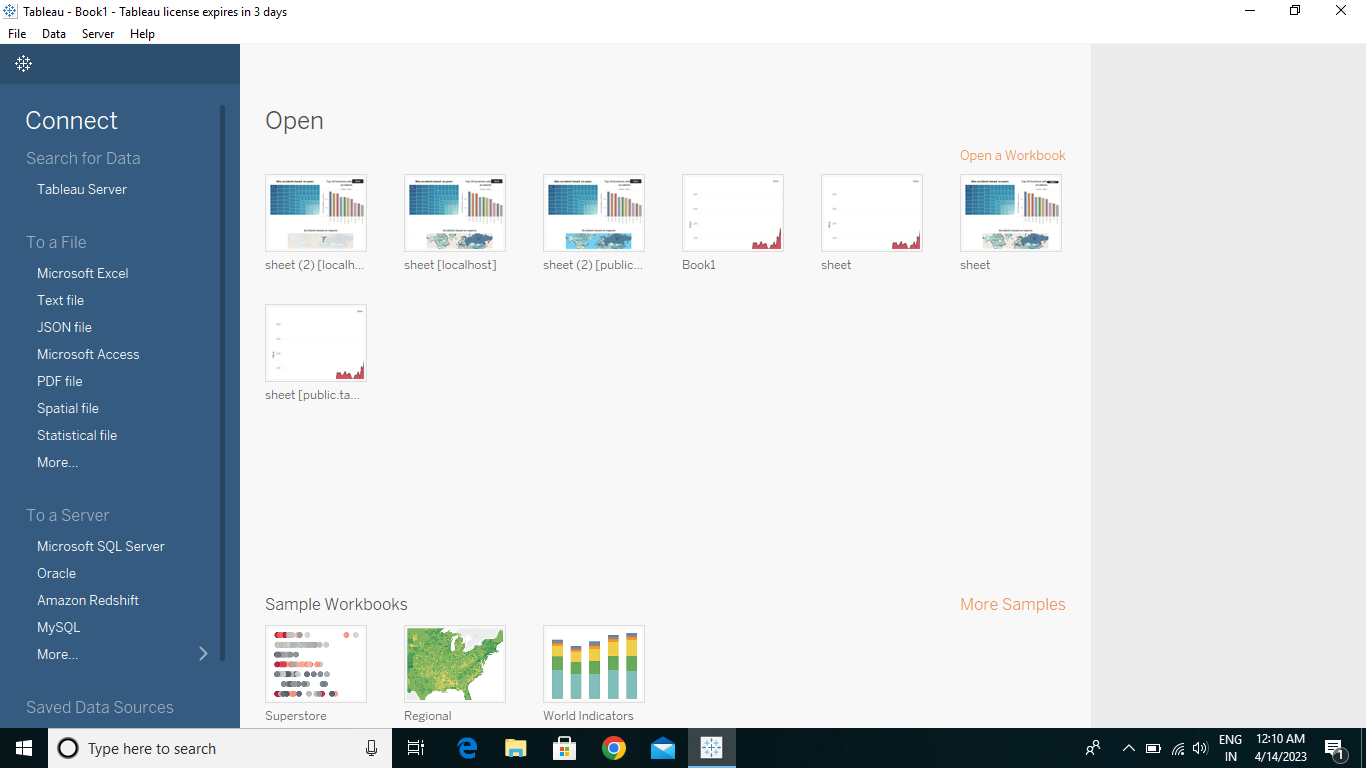 Tableau - Book1 - Tableau license expires in 3 days
File Data Server Help
Connect
Search for Data
Tableau Server
To a File
Microsoft Excel
Text file
JSON file
Microsoft Access
PDF file
Spatial file
Statistical file
More...
To a Server
Microsoft SQL Server
Oracle
Amazon Redshift
MySQL
More...
Saved Data Sources
Open
Open a Workbook
sheet (2) [localh...
sheet [localhost]
sheet (2) [public...
Book1
sheet
sheet
sheet [public.ta...
Sample Workbooks
More Samples
Superstore
Regional
World Indicators
Type here to search
ENG
IN
12:10 AM
4/14/2023
1